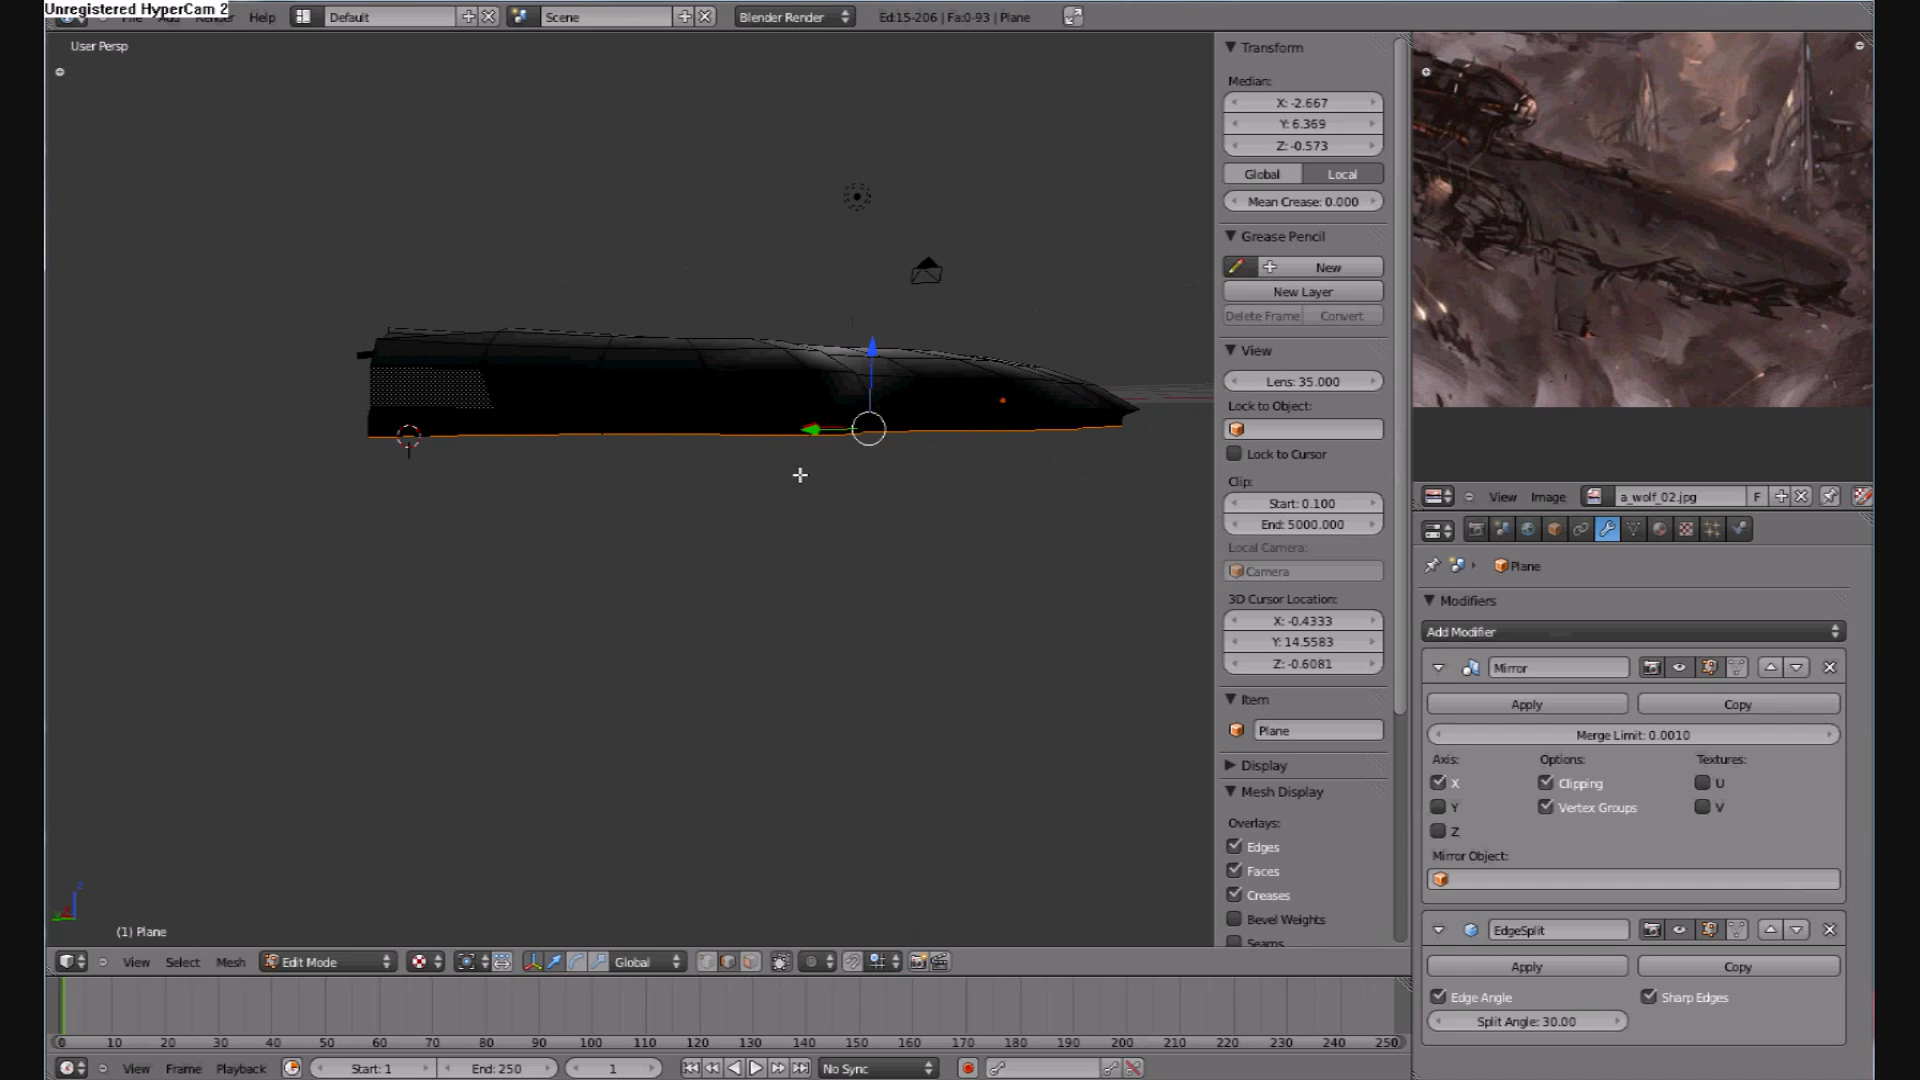 Unregistered HyperCam 2
File Add Render Help Default Scene Blender Render Ed:15-206 | Fa:0-93 | Plane
User Persp
Transform
Median:
X: -2.667
Y: 6.369
Z: -0.573
Global Local
Mean Crease: 0.000
Grease Pencil
New
New Layer
Delete Frame Convert
View
Lens: 35.000
Lock to Object:
Lock to Cursor
Clip:
Start: 0.100
End: 5000.000
Local Camera:
Camera
3D Cursor Location:
X: -0.4333
Y: 14.5583
Z: -0.6081
Item
Plane
Display
Mesh Display
Overlays:
Edges
Faces
Creases
Bevel Weights
Seams
View Image a_wolf_02.jpg F
Plane
Modifiers
Add Modifier
Mirror
Apply Copy
Merge Limit: 0.0010
Axis: Options: Textures:
X Clipping U
Y Vertex Groups V
Z
Mirror Object:
EdgeSplit
Apply Copy
Edge Angle Sharp Edges
Split Angle: 30.00
z
(1) Plane
View Select Mesh Edit Mode Global
0 10 20 30 40 50 60 70 80 90 100 110 120 130 140 150 160 170 180 190 200 210 220 230 240 250
View Frame Playback Start: 1 End: 250 1 No Sync